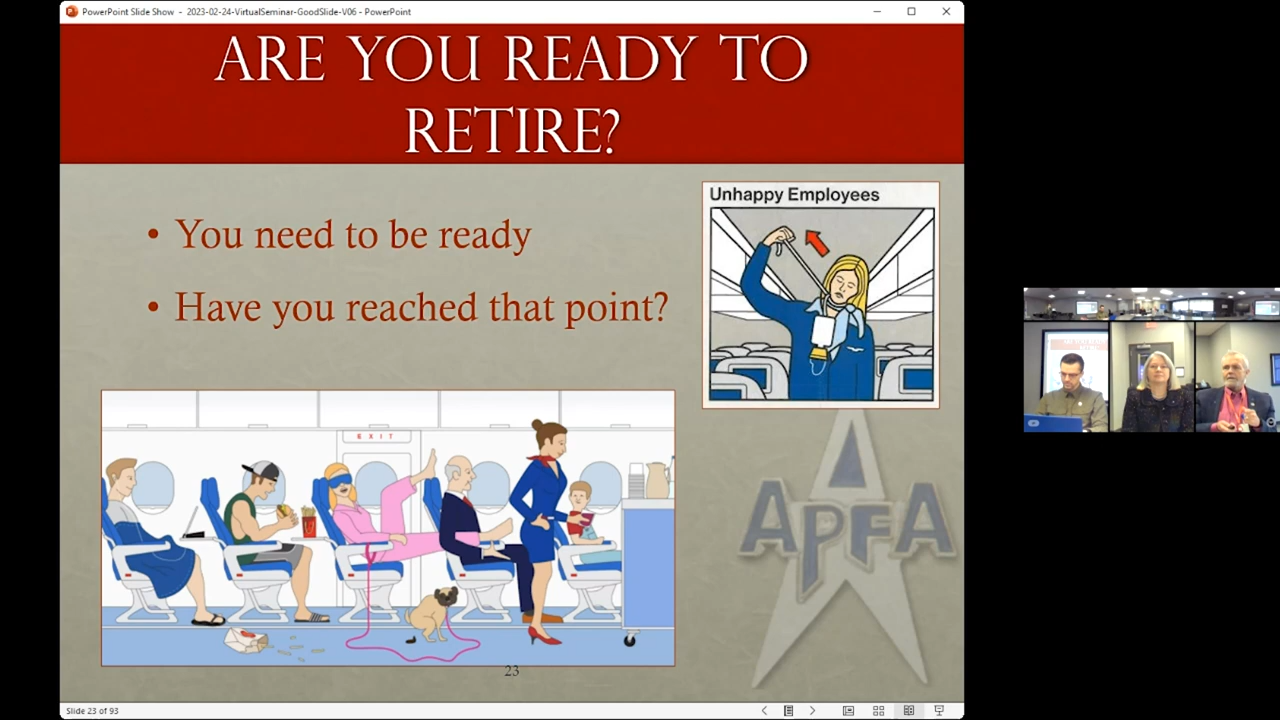 PowerPoint Slide Show - 2023-02-24-VirtualSeminar-GoodSlide-V06 - PowerPoint
ARE YOU READY TO
RETIRE?
• You need to be ready
• Have you reached that point?
Unhappy Employees
EXIT
APFA
23
Slide 23 of 93